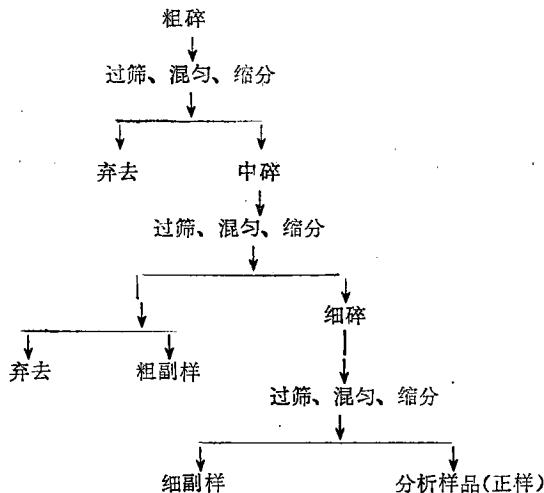 粗碎
过筛、混匀、缩分
弃去 中碎
过筛、混匀、缩分
细碎
弃去 粗副样
过筛、混匀、缩分
细副样 分析样品(正样)